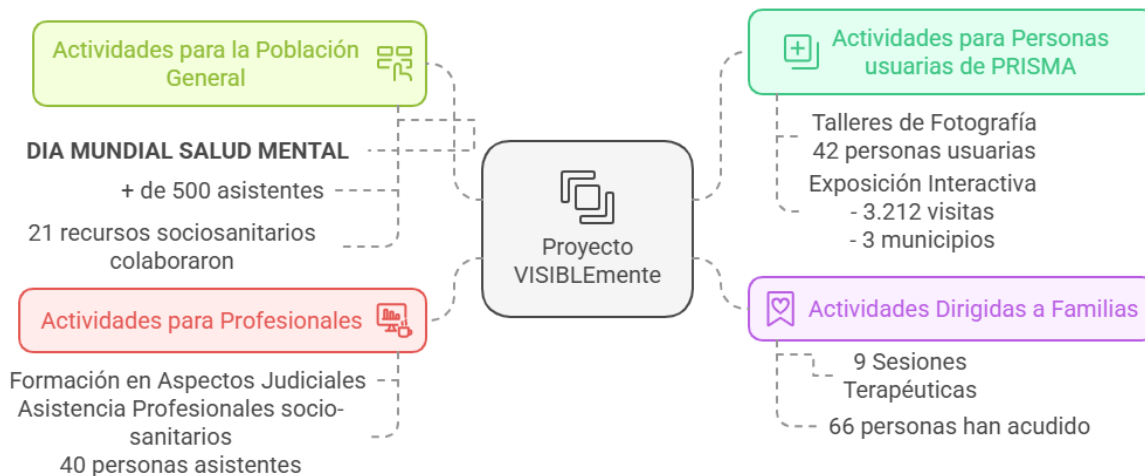 Actividades para la Población
General
DIA MUNDIAL SALUD MENTAL
+ de 500 asistentes
21 recursos sociosanitarios
colaboraron
Actividades para Profesionales
Formación en Aspectos Judiciales
Asistencia Profesionales socio-
sanitarios
40 personas asistentes
Proyecto
VISIBLEmente
Actividades para Personas
usuarias de PRISMA
Talleres de Fotografía
42 personas usuarias
Exposición Interactiva
- 3.212 visitas
- 3 municipios
Actividades Dirigidas a Familias
9 Sesiones
Terapéuticas
66 personas han acudido